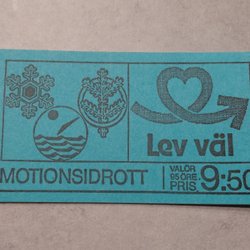 Lev väl
MOTIONSIDROTT
VALÖR
95 ÖRE
PRIS 9:50